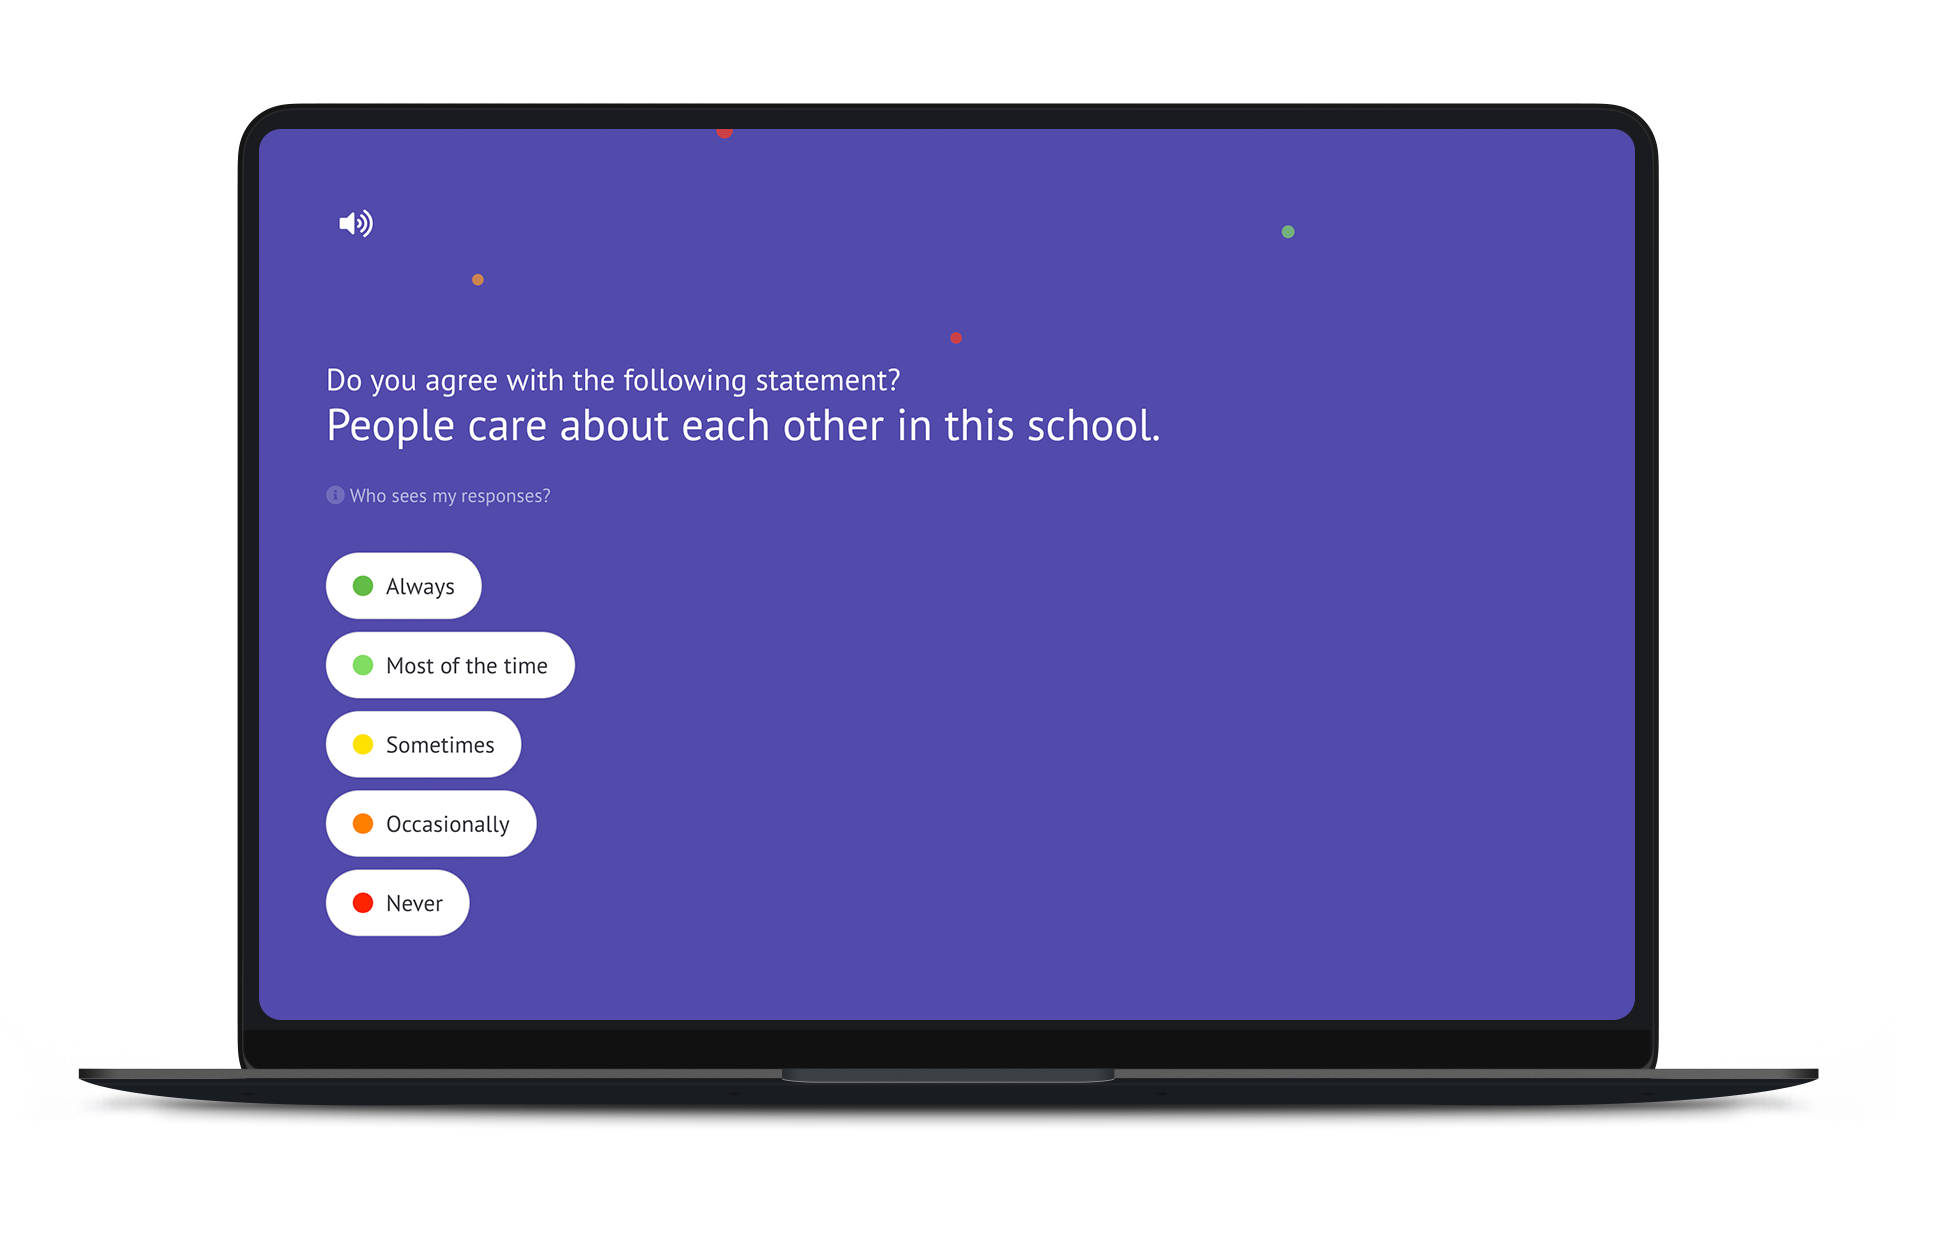 Do you agree with the following statement?
People care about each other in this school.
Who sees my responses?
Always
Most of the time
Sometimes
Occasionally
Never